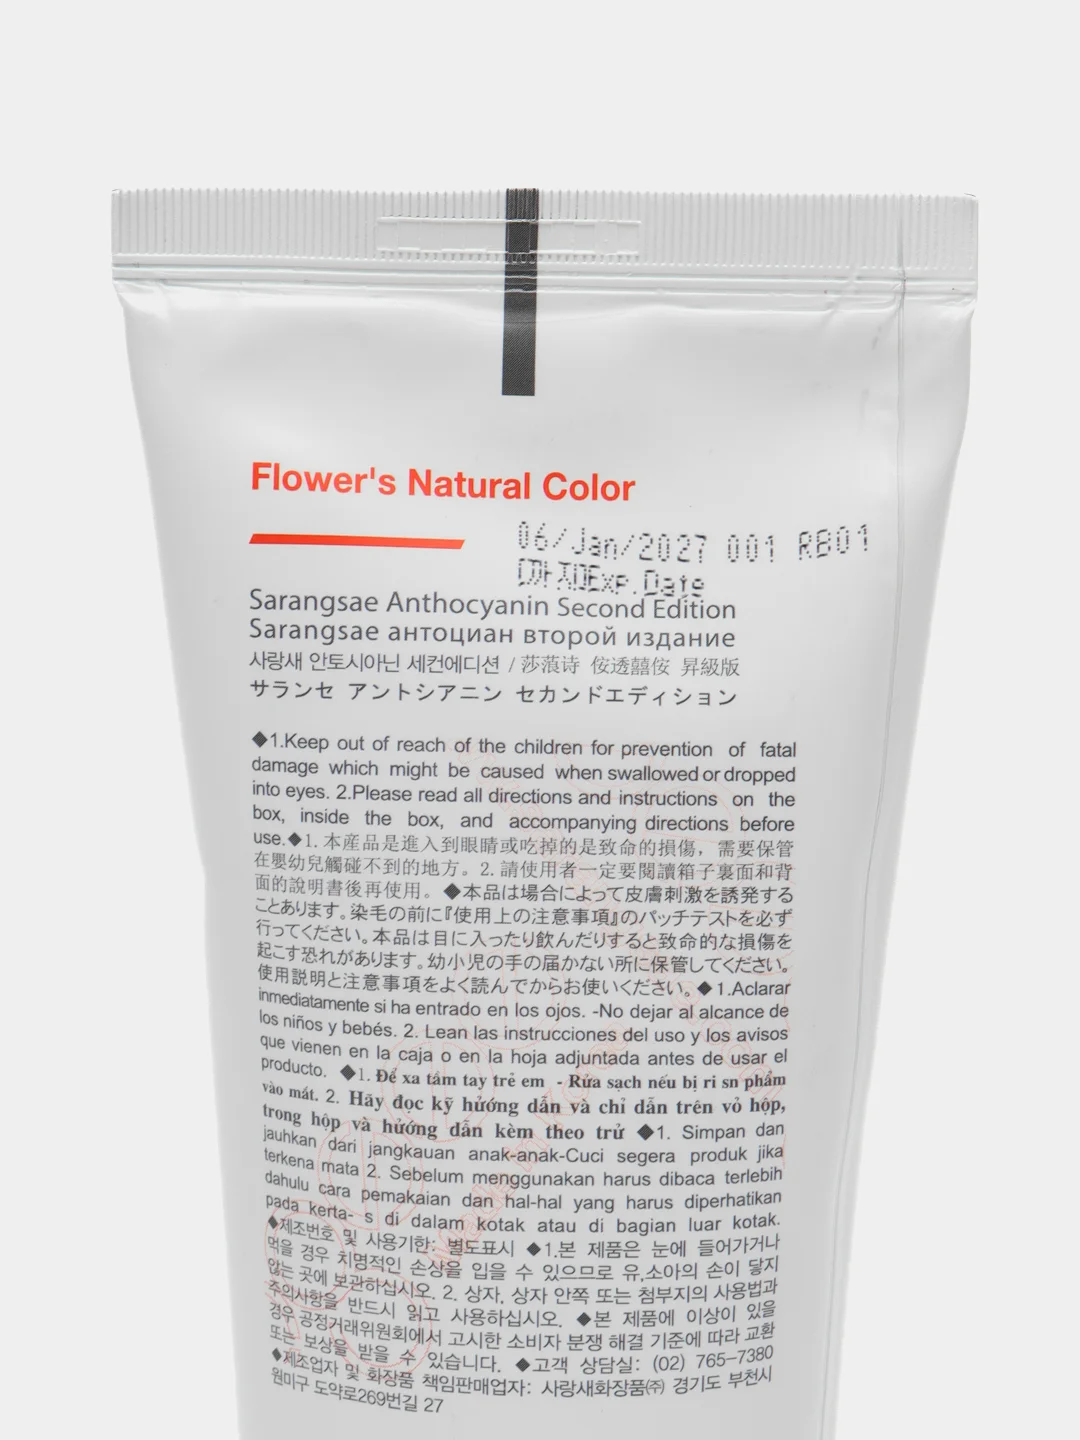 Flower's Natural Color
06/Jan/2027 001 RB01
까지Exp.Date
Sarangsae Anthocyanin Second Edition
Sarangsae антоциан второй издание
사랑새 안토시아닌 세컨에디션 / 莎蒗诗 侒透囍侒 昇級版
サランセ アントシアニン セカンドエディション
◆1.Keep out of reach of the children for prevention of fatal
damage which might be caused when swallowed or dropped
into eyes. 2.Please read all directions and instructions on the
box, inside the box, and accompanying directions before
use.◆1. 本産品是進入到眼睛或吃掉的是致命的損傷，需要保管
在嬰幼兒觸碰不到的地方。2. 請使用者一定要閱讀箱子裏面和背
面的說明書後再使用。◆本品は場合によって皮膚刺激を誘発する
ことあります。染毛の前に『使用上の注意事項』のパッチテストを必ず
行ってください。本品は目に入ったり飲んだりすると致命的な損傷を
起こす恐れがあります。幼小児の手の届かない所に保管してください。
使用説明と注意事項をよく読んでからお使いください。◆1.Aclarar
inmediatamente si ha entrado en los ojos. -No dejar al alcance de
los niños y bebés. 2. Lean las instrucciones del uso y los avisos
que vienen en la caja o en la hoja adjuntada antes de usar el
producto. ◆1. Để xa tầm tay trẻ em - Rửa sạch nếu bị ri sn phẩm
vào mát. 2. Hãy đọc kỹ hướng dẫn và chỉ dẫn trên vỏ hộp,
trong hộp và hướng dẫn kèm theo trử ◆1. Simpan dan
jauhkan dari jangkauan anak-anak-Cuci segera produk jika
terkena mata 2. Sebelum menggunakan harus dibaca terlebih
dahulu cara pemakaian dan hal-hal yang harus diperhatikan
pada kerta- s di dalam kotak atau di bagian luar kotak.
◆제조번호 및 사용기한: 별도표시 ◆1.본 제품은 눈에 들어가거나
먹을 경우 치명적인 손상을 입을 수 있으므로 유,소아의 손이 닿지
않는 곳에 보관하십시오. 2. 상자, 상자 안쪽 또는 첨부지의 사용법과
주의사항을 반드시 읽고 사용하십시오. ◆본 제품에 이상이 있을
경우 공정거래위원회에서 고시한 소비자 분쟁 해결 기준에 따라 교환
또는 보상을 받을 수 있습니다. ◆고객 상담실: (02) 765-7380
◆제조업자 및 화장품 책임판매업자: 사랑새화장품㈜ 경기도 부천시
원미구 도약로269번길 27
Made in Korea